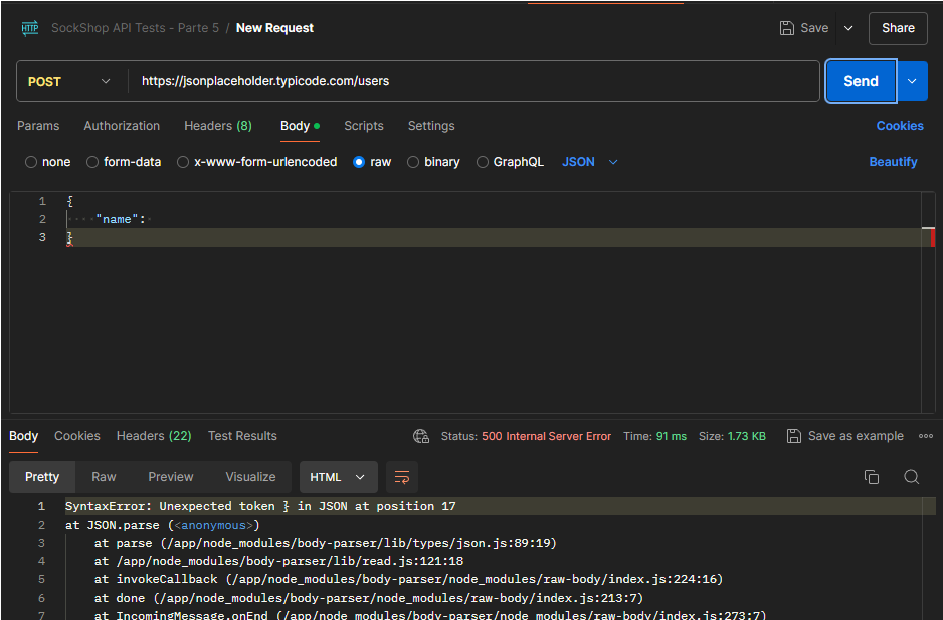 HTTP SockShop API Tests - Parte 5 / New Request Save Share
POST https://jsonplaceholder.typicode.com/users Send
Params Authorization Headers (8) Body Scripts Settings Cookies
none form-data x-www-form-urlencoded raw binary GraphQL JSON Beautify
1 {
2 "name":
3 }
Body Cookies Headers (22) Test Results Status: 500 Internal Server Error Time: 91 ms Size: 1.73 KB Save as example
Pretty Raw Preview Visualize HTML
1 SyntaxError: Unexpected token } in JSON at position 17
2 at JSON.parse (<anonymous>)
3 at parse (/app/node_modules/body-parser/lib/types/json.js:89:19)
4 at /app/node_modules/body-parser/lib/read.js:121:18
5 at invokeCallback (/app/node_modules/body-parser/node_modules/raw-body/index.js:224:16)
6 at done (/app/node_modules/body-parser/node_modules/raw-body/index.js:213:7)
7 at IncomingMessage.onEnd (/app/node_modules/body-parser/node_modules/raw-body/index.js:273:7)